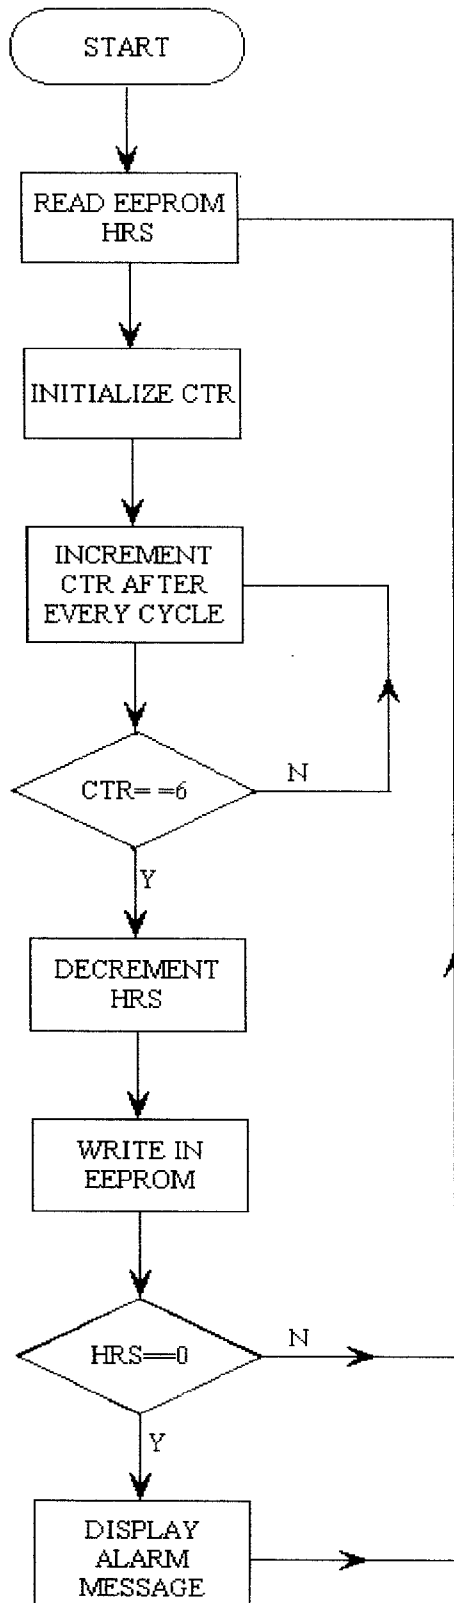 START
READ EEPROM
HRS
INITIALIZE CTR
INCREMENT
CTR AFTER
EVERY CYCLE
CTR= =6
N
Y
DECREMENT
HRS
WRITE IN
EEPROM
HRS==0
N
Y
DISPLAY
ALARM
MESSAGE